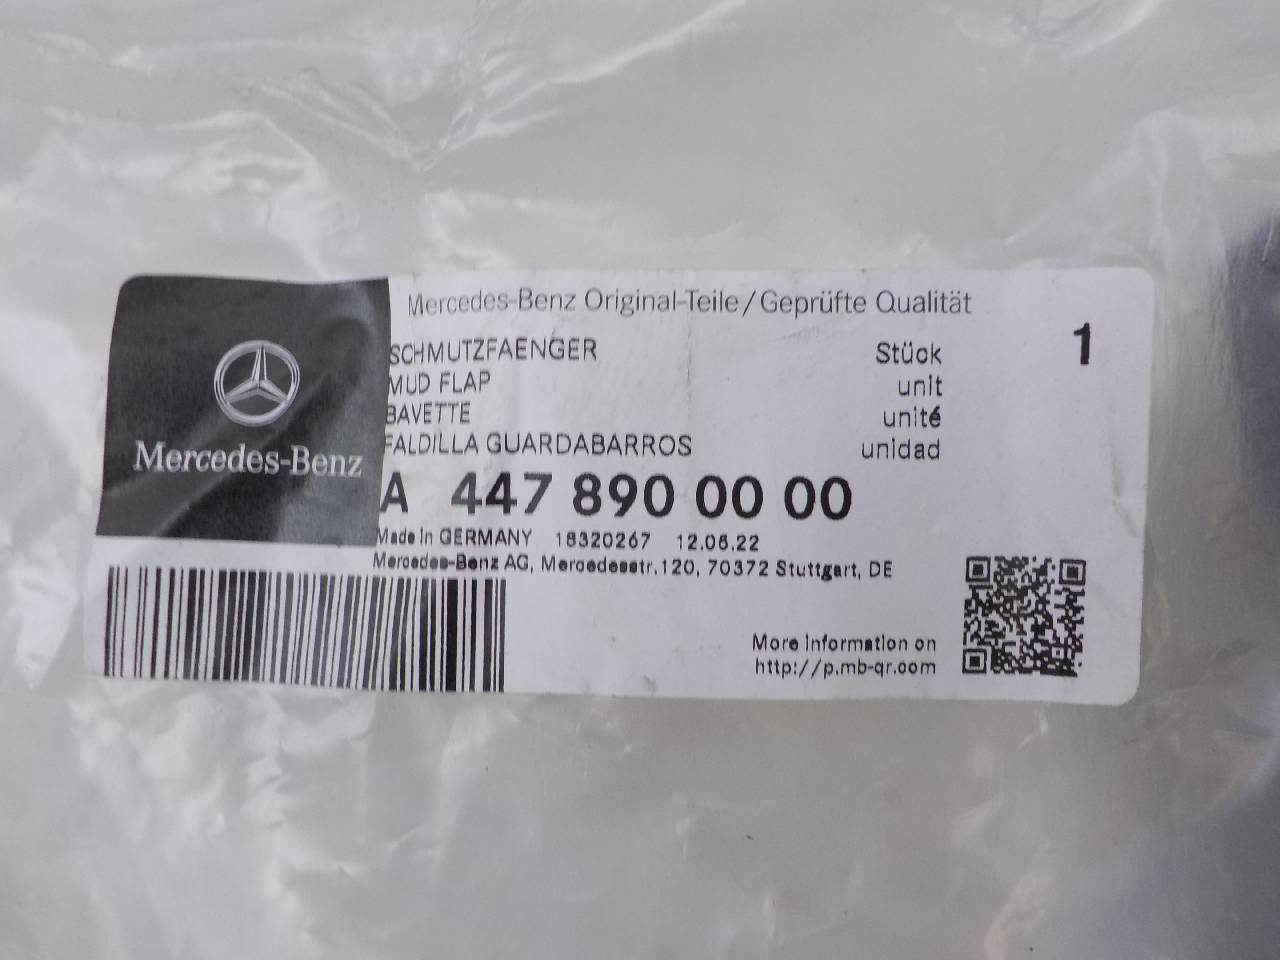 Mercedes-Benz Original-Teile/Geprüfte Qualität
SCHMUTZFAENGER Stück 1
MUD FLAP unit
BAVETTE unité
FALDILLA GUARDABARROS unidad
Mercedes-Benz
A 447 890 00 00
Made In GERMANY 18320267 12.06.22
Mercedes-Benz AG, Mercedesstr.120, 70372 Stuttgart, DE
More information on
http://p.mb-qr.com